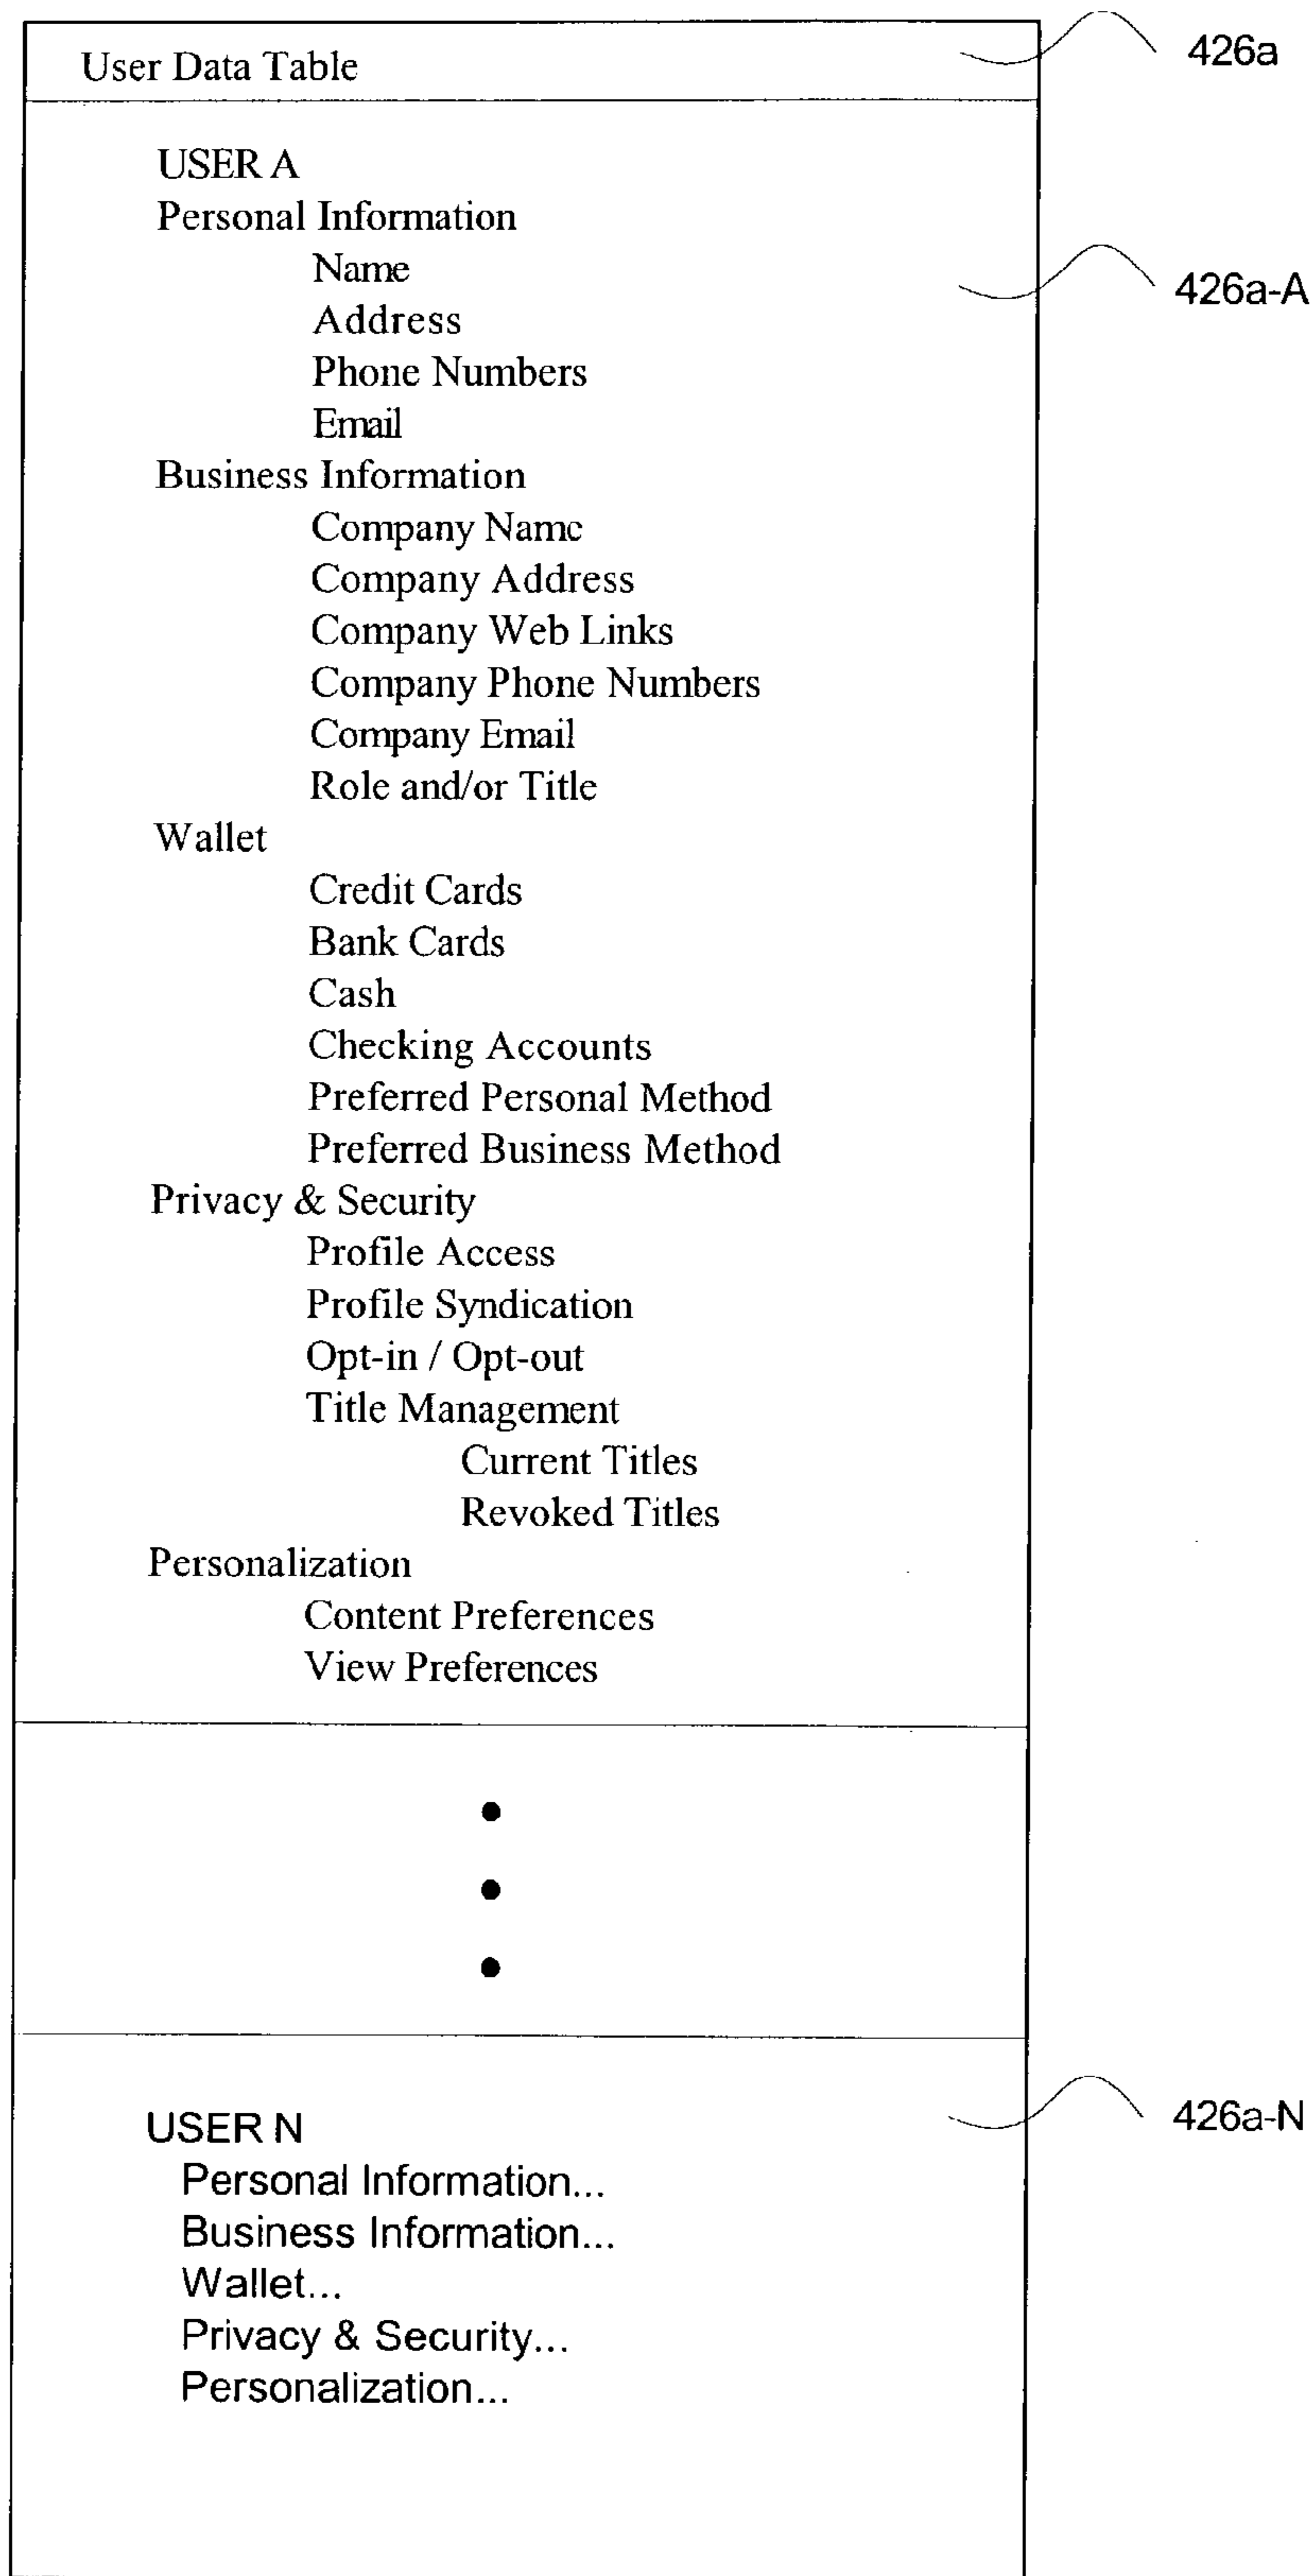 User Data Table
426a
USER A
Personal Information
Name
426a-A
Address
Phone Numbers
Email
Business Information
Company Name
Company Address
Company Web Links
Company Phone Numbers
Company Email
Role and/or Title
Wallet
Credit Cards
Bank Cards
Cash
Checking Accounts
Preferred Personal Method
Preferred Business Method
Privacy & Security
Profile Access
Profile Syndication
Opt-in / Opt-out
Title Management
Current Titles
Revoked Titles
Personalization
Content Preferences
View Preferences
USER N
426a-N
Personal Information...
Business Information...
Wallet...
Privacy & Security...
Personalization...